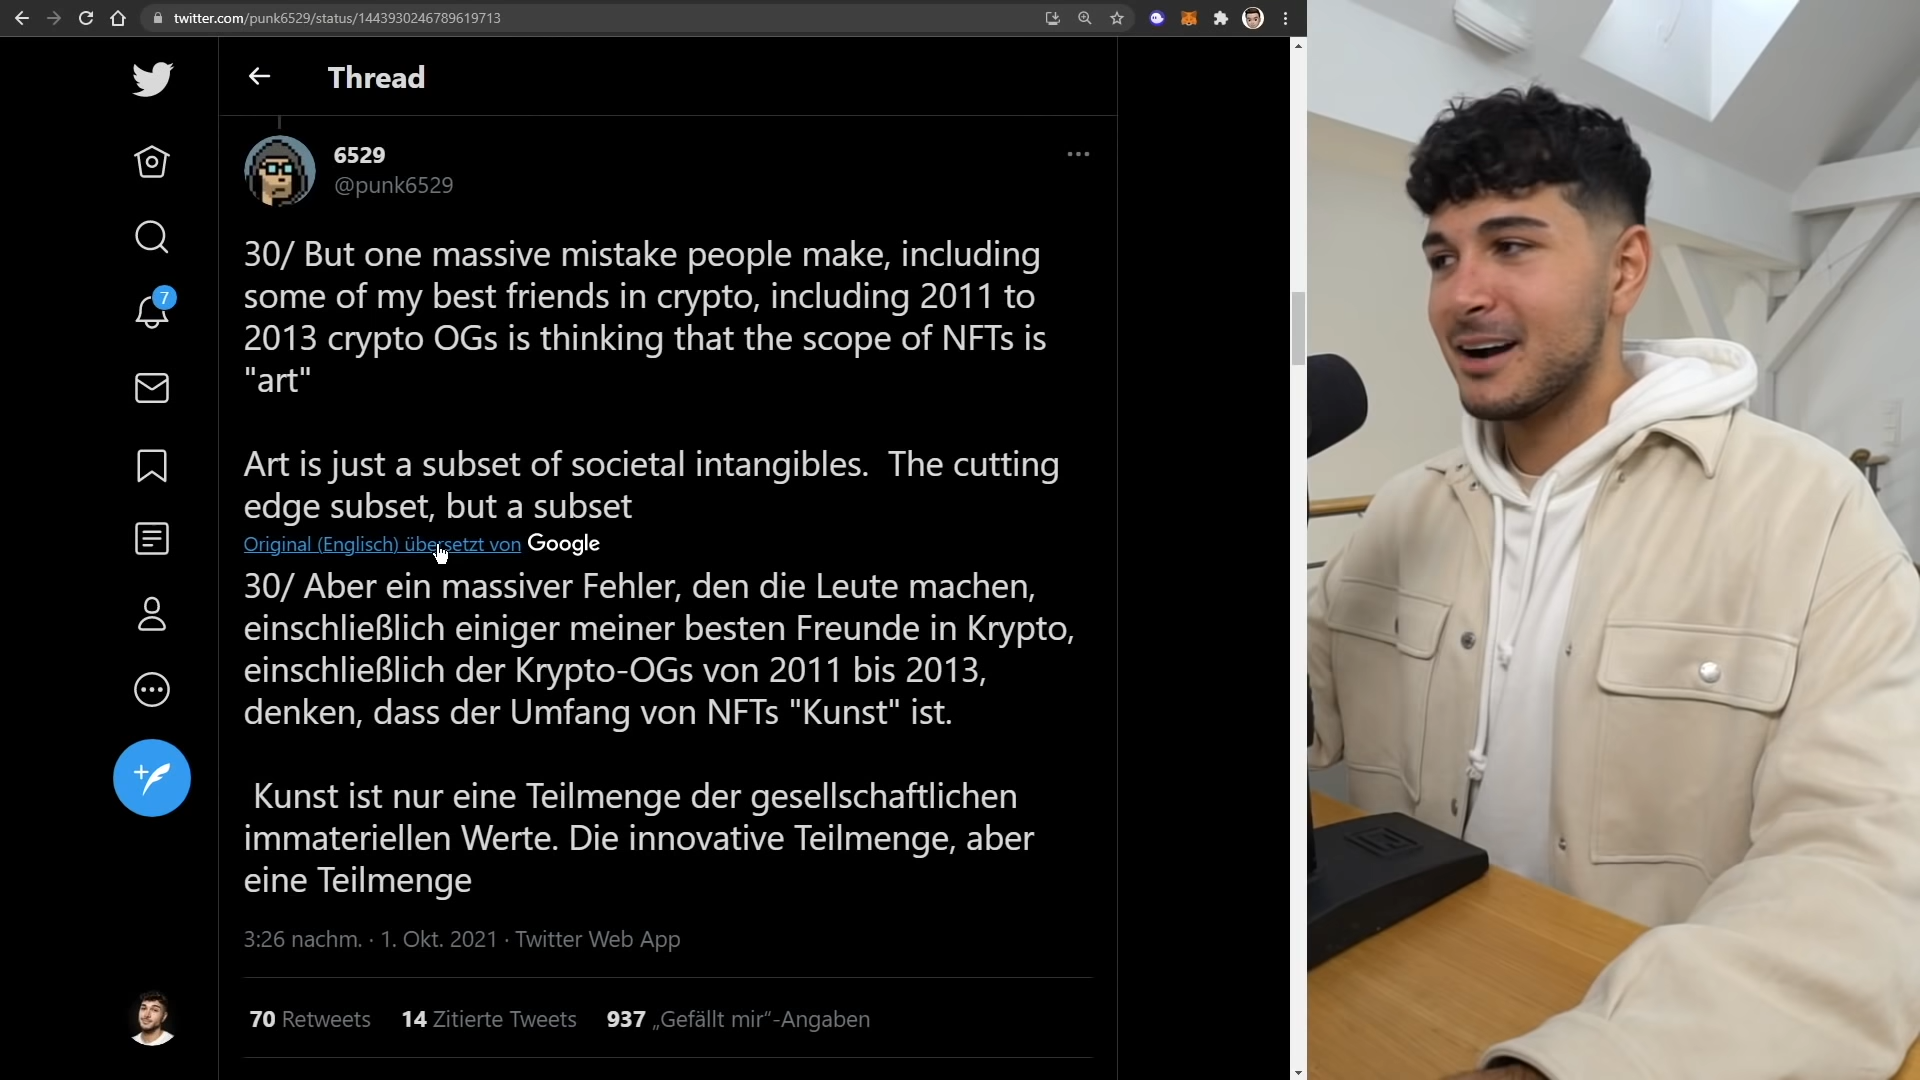 twitter.com/punk6529/status/1443930246789619713
Thread
6529
@punk6529
30/ But one massive mistake people make, including
some of my best friends in crypto, including 2011 to
2013 crypto OGs is thinking that the scope of NFTs is
"art"
Art is just a subset of societal intangibles.  The cutting
edge subset, but a subset
Original (Englisch) übersetzt von Google
30/ Aber ein massiver Fehler, den die Leute machen,
einschließlich einiger meiner besten Freunde in Krypto,
einschließlich der Krypto-OGs von 2011 bis 2013,
denken, dass der Umfang von NFTs "Kunst" ist.
Kunst ist nur eine Teilmenge der gesellschaftlichen
immateriellen Werte. Die innovative Teilmenge, aber
eine Teilmenge
3:26 nachm. · 1. Okt. 2021 · Twitter Web App
70 Retweets 14 Zitierte Tweets 937 „Gefällt mir“-Angaben
7